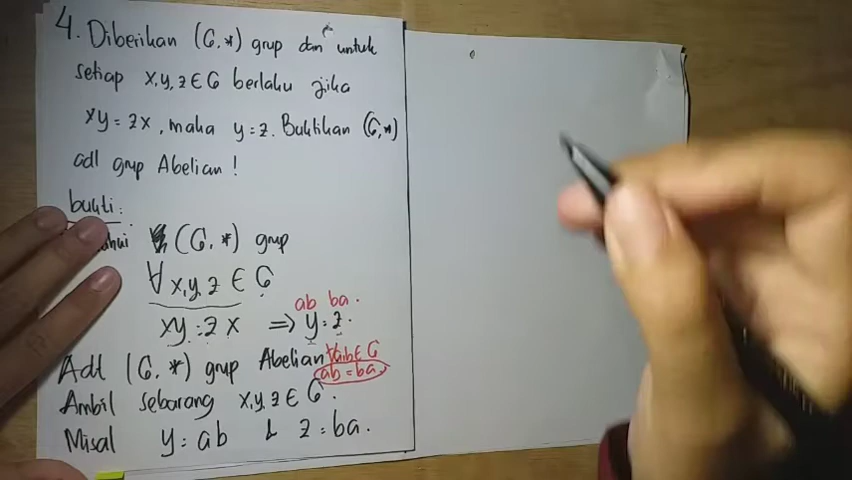 4. Diberikan (G,*) grup dan untuk
setiap x,y,z ∈ G berlaku jika
xy = zx, maka y = z. Buktikan (G,*)
adl grup Abelian!
bukti:
(G,*) grup
∀ x,y,z ∈ G
ab ba.
xy = zx ⇒ y = z.
Adt (G,*) grup Abelian ∀a,b ∈ G
ab = ba.
Ambil sebarang x,y,z ∈ G.
Misal y = ab & z = ba.